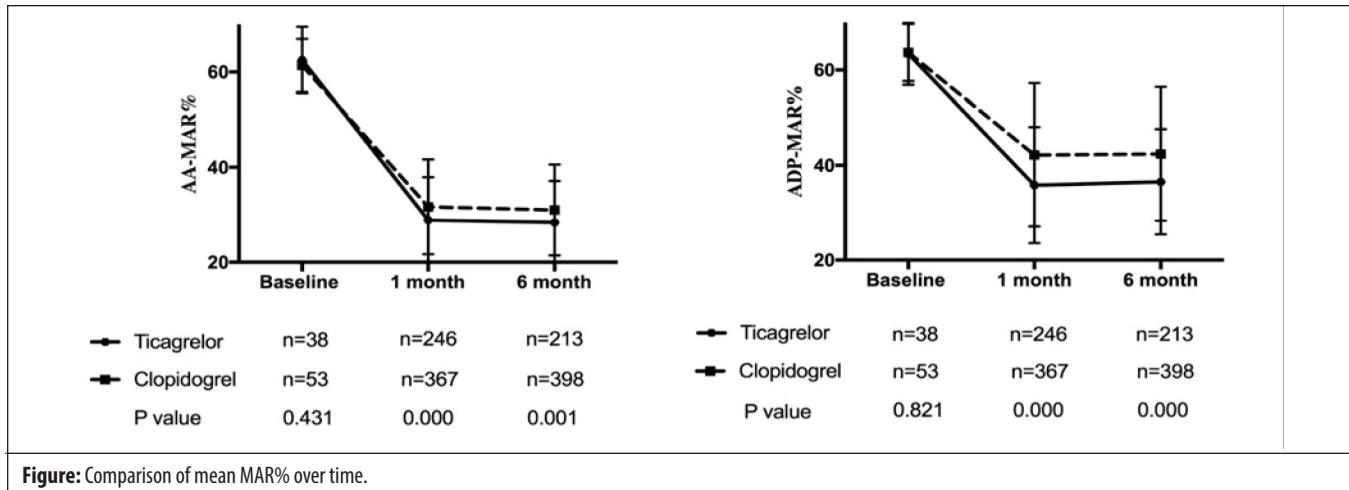 AA-MAR%
60
40
20
Baseline 1 month 6 month
Ticagrelor n=38 n=246 n=213
Clopidogrel n=53 n=367 n=398
P value 0.431 0.000 0.001
ADP-MAR%
60
40
20
Baseline 1 month 6 month
Ticagrelor n=38 n=246 n=213
Clopidogrel n=53 n=367 n=398
P value 0.821 0.000 0.000
Figure: Comparison of mean MAR% over time.